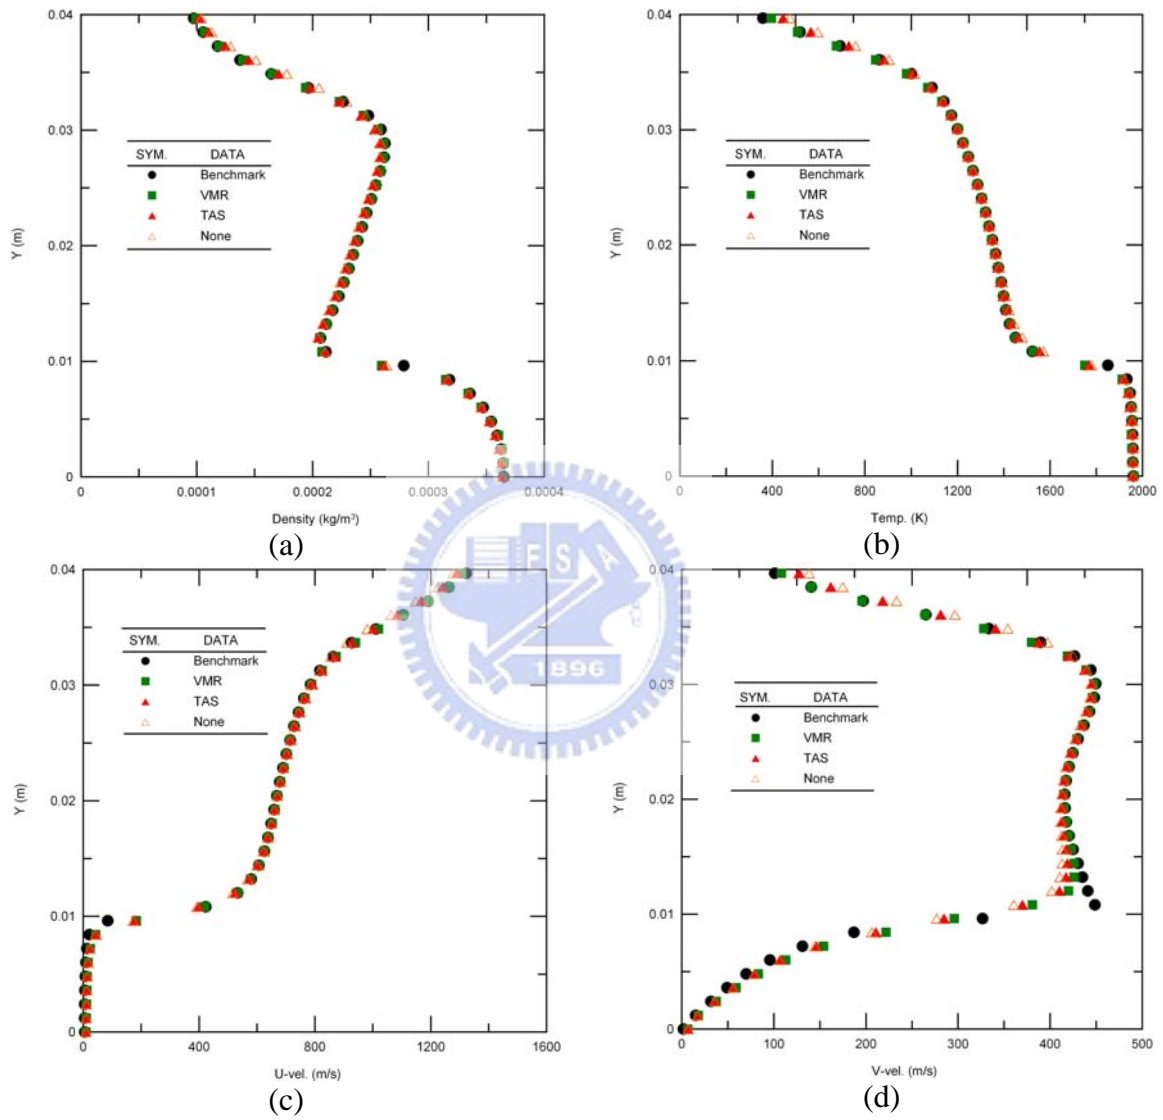 0.04
0.03
0.02
0.01
0
Y (m)
SYM. DATA
Benchmark
VMR
TAS
None
0 0.0001 0.0002 0.0003 0.0004
Density (kg/m³)
(a)
0.04
0.03
0.02
0.01
0
Y (m)
SYM. DATA
Benchmark
VMR
TAS
None
0 400 800 1200 1600 2000
Temp. (K)
(b)
0.04
0.03
0.02
0.01
0
Y (m)
SYM. DATA
Benchmark
VMR
TAS
None
0 400 800 1200 1600
U-vel. (m/s)
(c)
0.04
0.03
0.02
0.01
0
Y (m)
SYM. DATA
Benchmark
VMR
TAS
None
0 100 200 300 400 500
V-vel. (m/s)
(d)
E S A
1896